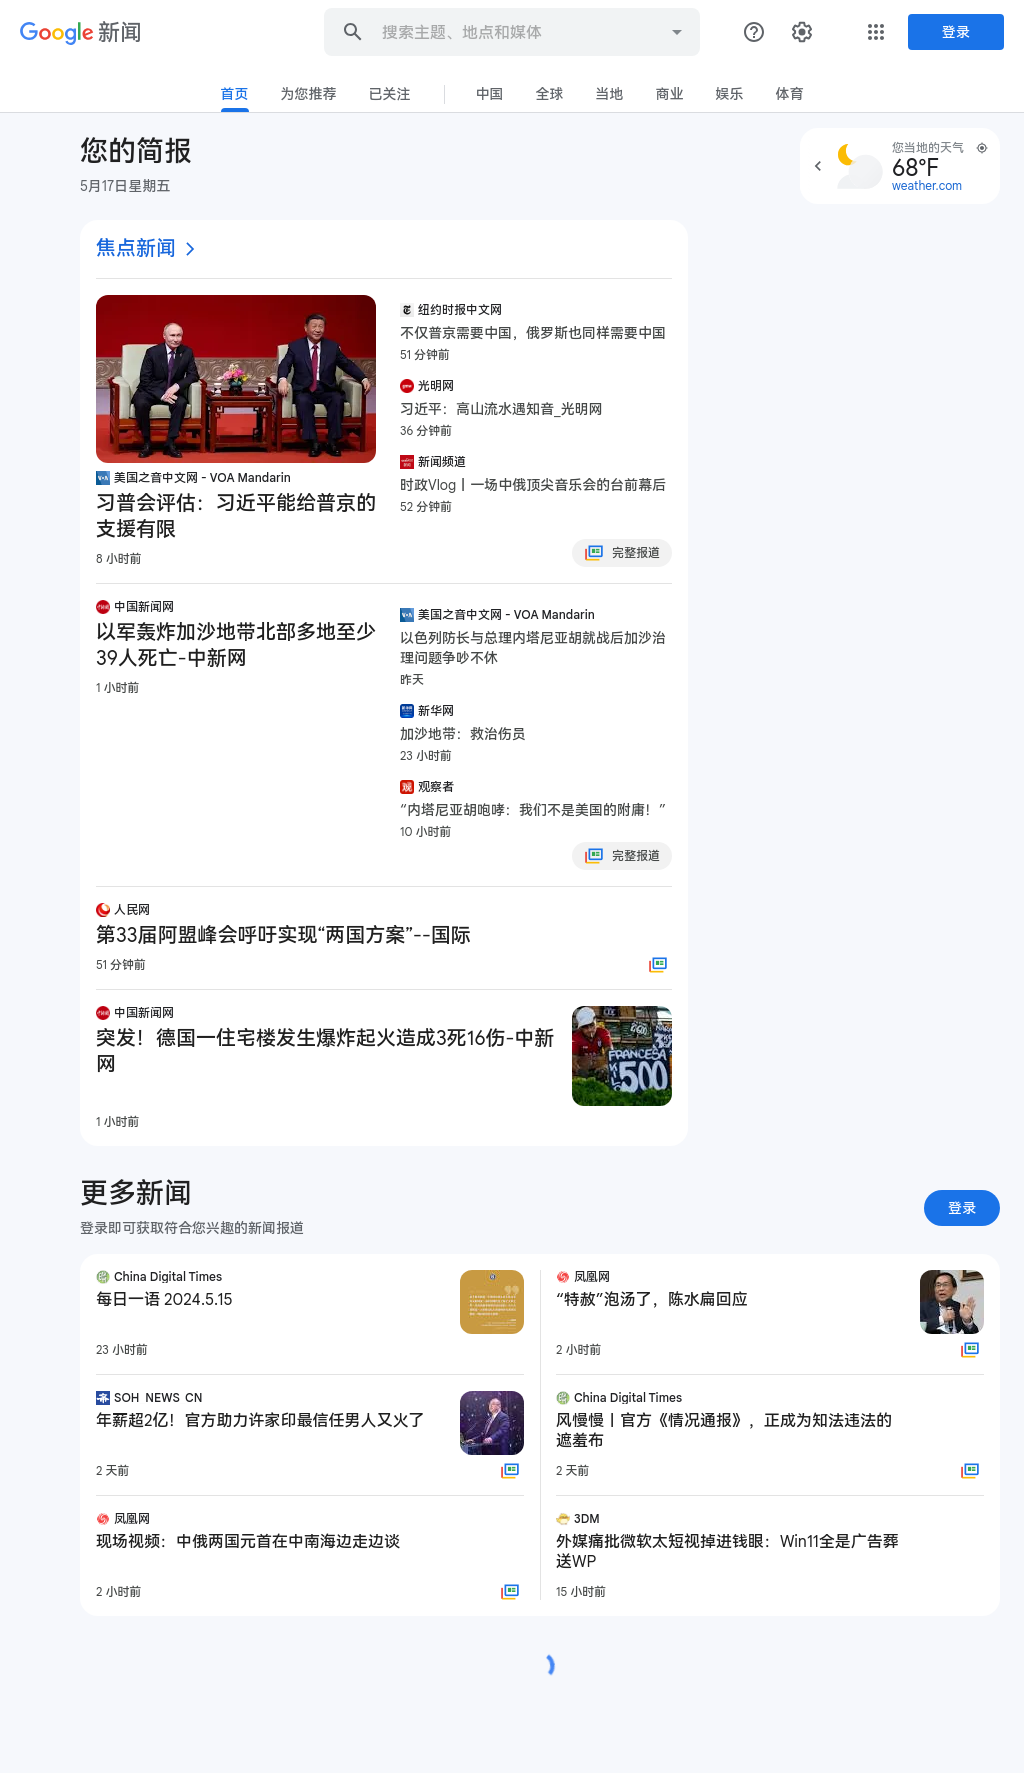 Google 新闻
搜索主题、地点和媒体
登录
首页
为您推荐
已关注
中国
全球
当地
商业
娱乐
体育
您的简报
5月17日星期五
您当地的天气
68°F
weather.com
焦点新闻
美国之音中文网 - VOA Mandarin
习普会评估：习近平能给普京的
支援有限
8 小时前
纽约时报中文网
不仅普京需要中国，俄罗斯也同样需要中国
51 分钟前
光明网
习近平：高山流水遇知音_光明网
36 分钟前
新闻频道
时政Vlog丨一场中俄顶尖音乐会的台前幕后
52 分钟前
完整报道
中国新闻网
以军轰炸加沙地带北部多地至少
39人死亡-中新网
1 小时前
美国之音中文网 - VOA Mandarin
以色列防长与总理内塔尼亚胡就战后加沙治
理问题争吵不休
昨天
新华网
加沙地带：救治伤员
23 小时前
观察者
“内塔尼亚胡咆哮：我们不是美国的附庸！”
10 小时前
完整报道
人民网
第33届阿盟峰会呼吁实现“两国方案”--国际
51 分钟前
中国新闻网
突发！德国一住宅楼发生爆炸起火造成3死16伤-中新
网
1 小时前
FRANCESA
KILO
500
更多新闻
登录即可获取符合您兴趣的新闻报道
登录
China Digital Times
每日一语 2024.5.15
23 小时前
凤凰网
“特赦”泡汤了，陈水扁回应
2 小时前
SOH_NEWS_CN
年薪超2亿！官方助力许家印最信任男人又火了
2 天前
China Digital Times
风慢慢丨官方《情况通报》，正成为知法违法的
遮羞布
2 天前
凤凰网
现场视频：中俄两国元首在中南海边走边谈
2 小时前
3DM
外媒痛批微软太短视掉进钱眼：Win11全是广告葬
送WP
15 小时前